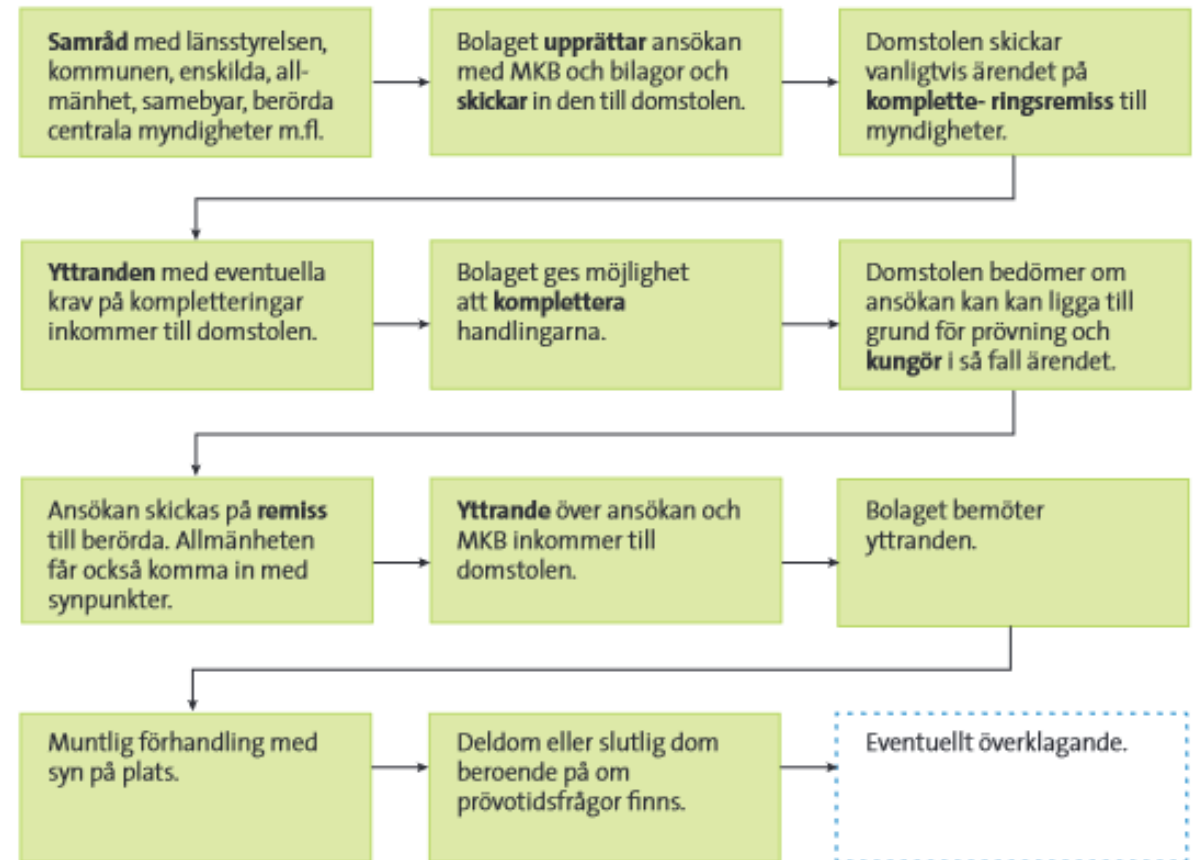 Samråd med länsstyrelsen,
kommunen, enskilda, all-
mänhet, samebyar, berörda
centrala myndigheter m.fl.
Bolaget upprättar ansökan
med MKB och bilagor och
skickar in den till domstolen.
Domstolen skickar
vanligtvis ärendet på
komplette- ringsremiss till
myndigheter.
Yttranden med eventuella
krav på kompletteringar
inkommer till domstolen.
Bolaget ges möjlighet
att komplettera
handlingarna.
Domstolen bedömer om
ansökan kan kan ligga till
grund för prövning och
kungör i så fall ärendet.
Ansökan skickas på remiss
till berörda. Allmänheten
får också komma in med
synpunkter.
Yttrande över ansökan och
MKB inkommer till
domstolen.
Bolaget bemöter
yttranden.
Muntlig förhandling med
syn på plats.
Deldom eller slutlig dom
beroende på om
prövotidsfrågor finns.
Eventuellt överklagande.